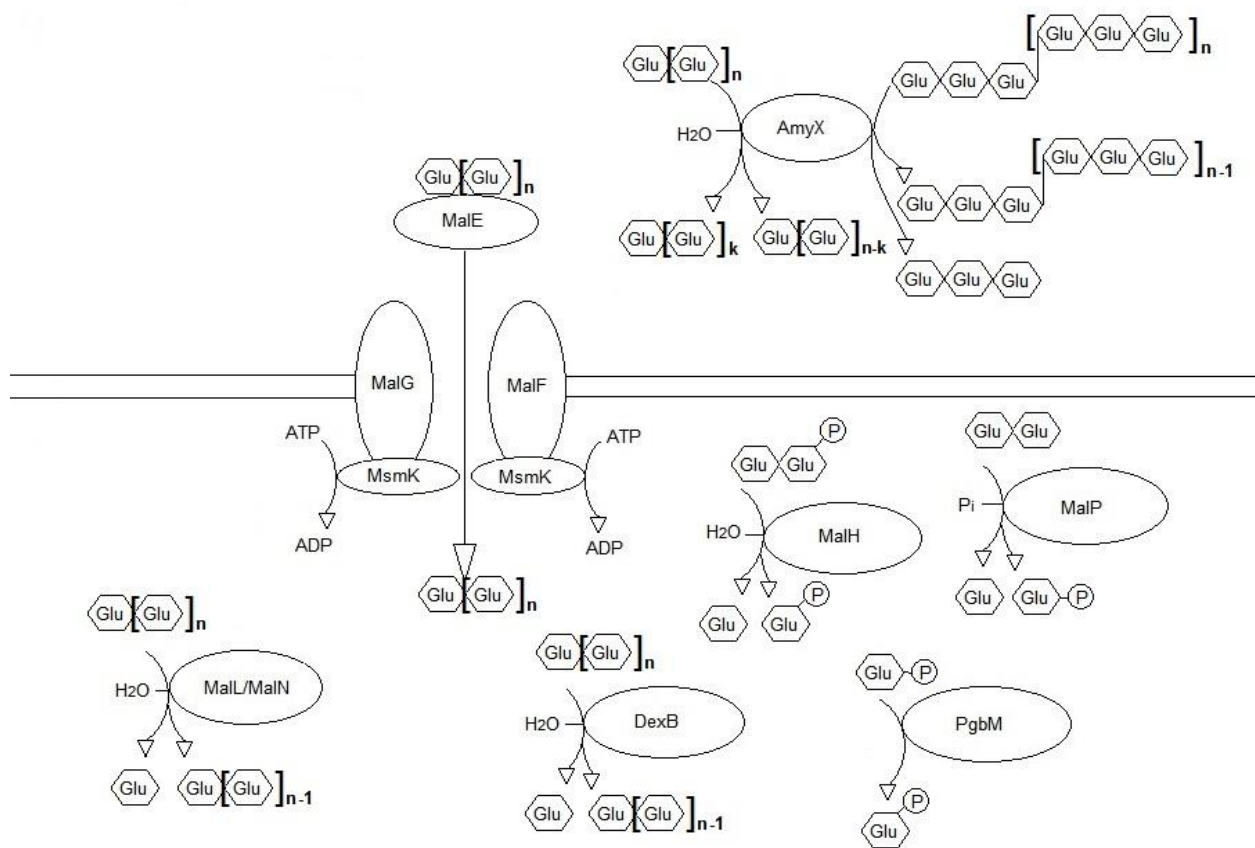 [Glu Glu Glu]n
Glu[Glu]n
Glu Glu Glu
H2O
AmyX
Glu[Glu]n
MalE
[Glu Glu Glu]n-1
Glu Glu Glu
Glu[Glu]k
Glu[Glu]n-k
Glu Glu Glu
MalG
MalF
ATP
ATP
MsmK
MsmK
ADP
ADP
P
Glu Glu
H2O
MalH
Glu
P
Glu
Glu Glu
Pi
MalP
Glu
Glu P
Glu[Glu]n
Glu[Glu]n
H2O
MalL/MalN
Glu
Glu[Glu]n-1
Glu[Glu]n
H2O
DexB
Glu
Glu[Glu]n-1
Glu P
PgbM
P
Glu